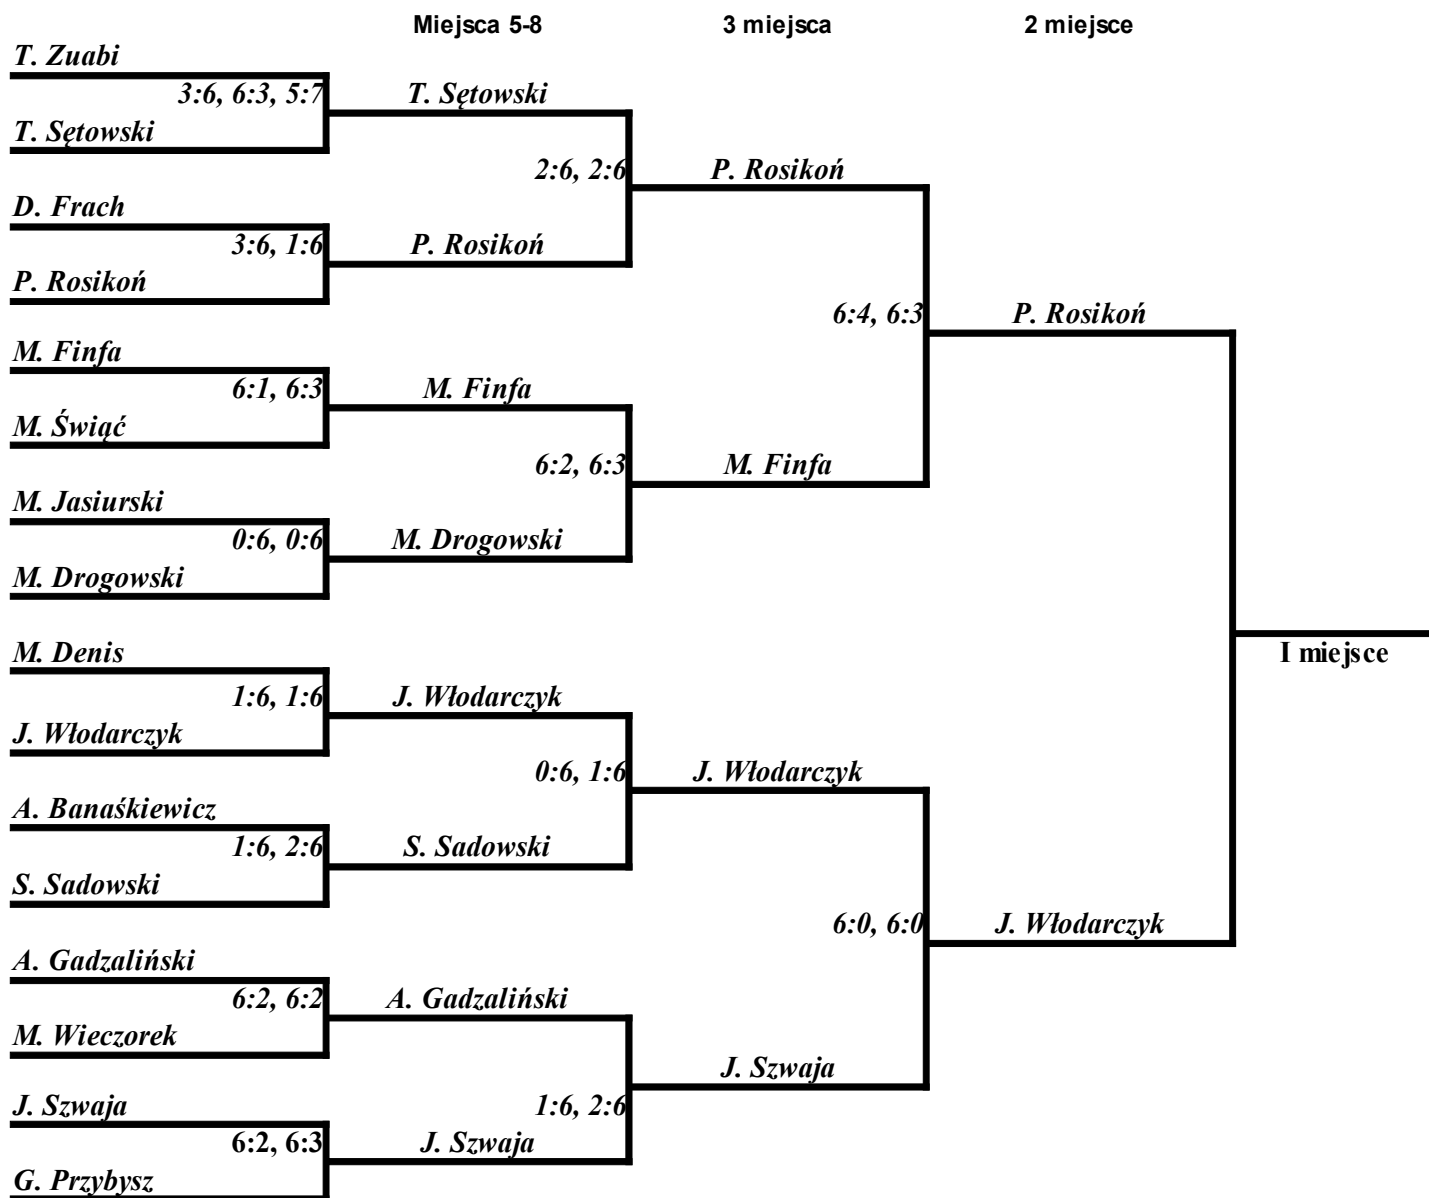 Miejsca 5-8 3 miejsca 2 miejsce
T. Zuabi
3:6, 6:3, 5:7 T. Sętowski
T. Sętowski
2:6, 2:6 P. Rosikoń
D. Frach
3:6, 1:6 P. Rosikoń
P. Rosikoń
6:4, 6:3 P. Rosikoń
M. Finfa
6:1, 6:3 M. Finfa
M. Świąć
6:2, 6:3 M. Finfa
M. Jasiurski
0:6, 0:6 M. Drogowski
M. Drogowski
M. Denis
I miejsce
1:6, 1:6 J. Włodarczyk
J. Włodarczyk
0:6, 1:6 J. Włodarczyk
A. Banaśkiewicz
1:6, 2:6 S. Sadowski
S. Sadowski
6:0, 6:0 J. Włodarczyk
A. Gadzaliński
6:2, 6:2 A. Gadzaliński
M. Wieczorek
J. Szwaja
J. Szwaja
1:6, 2:6
6:2, 6:3 J. Szwaja
G. Przybysz